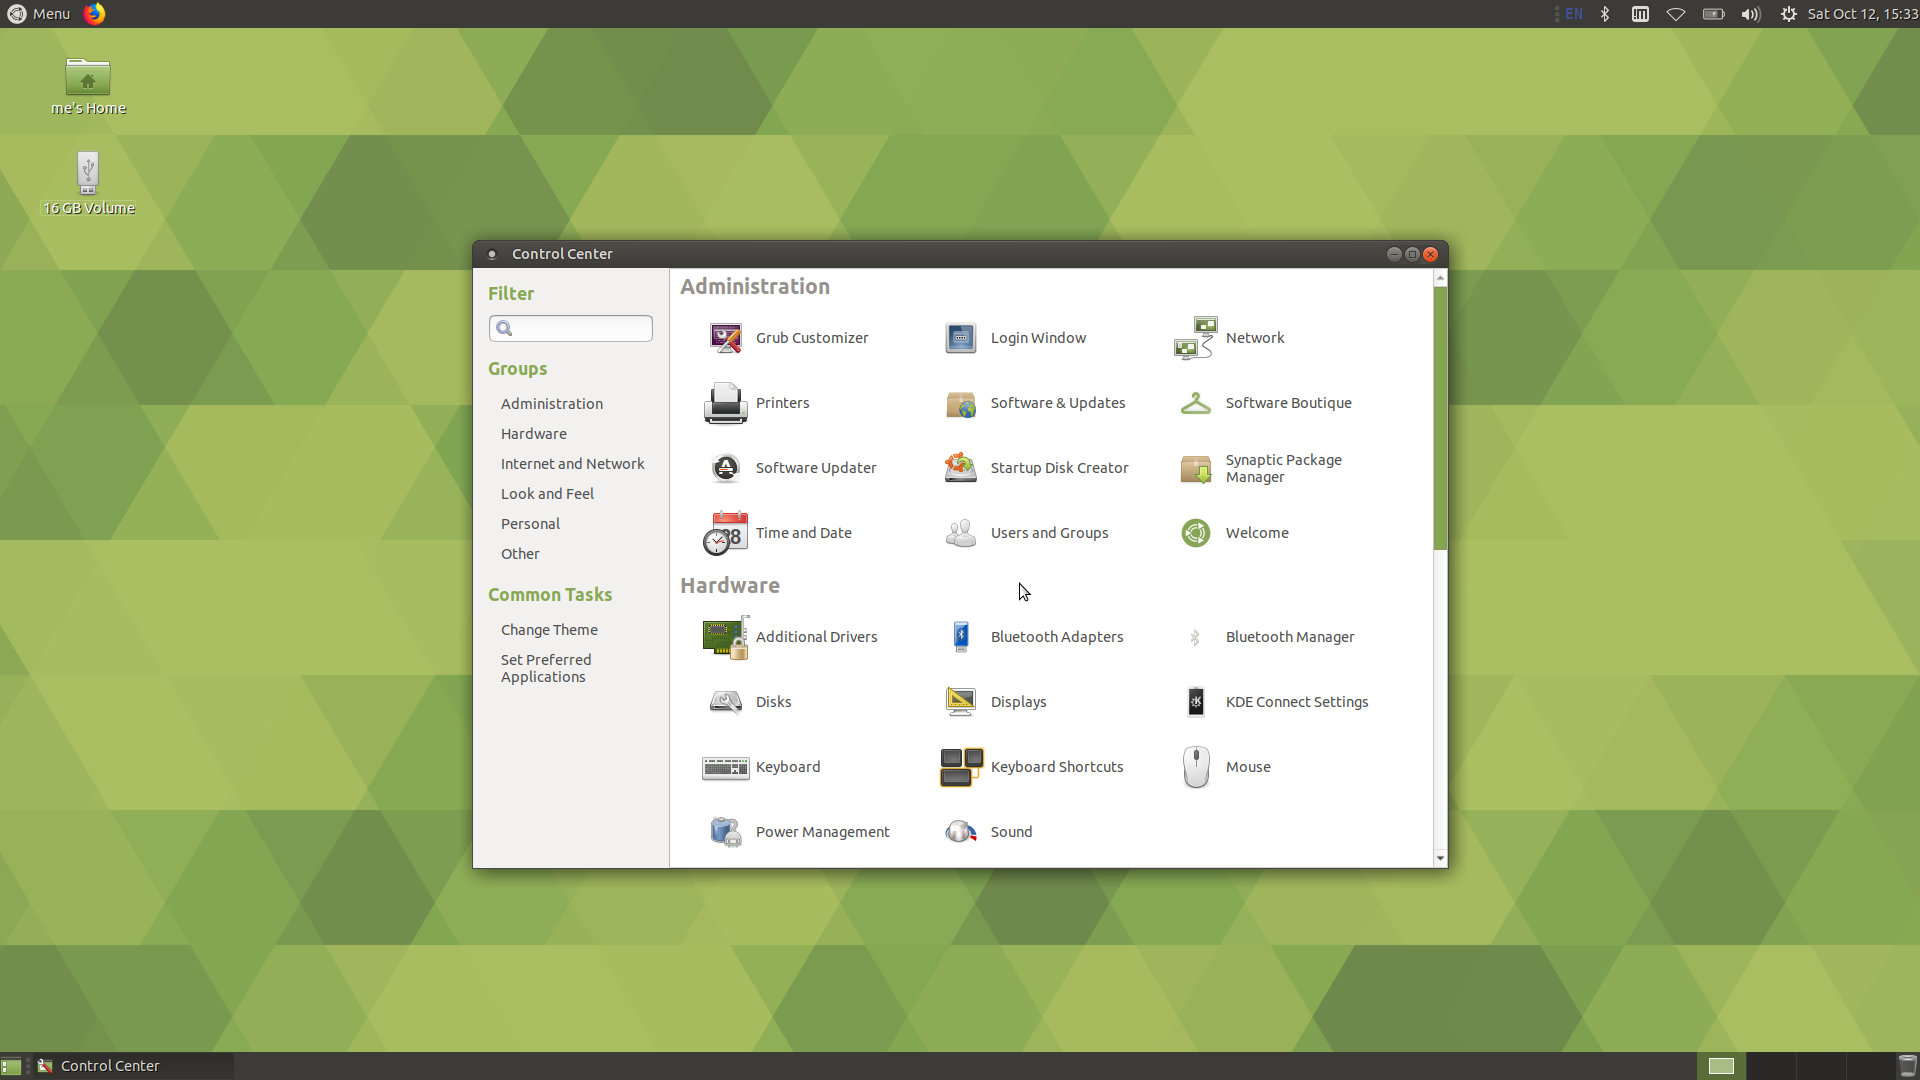 Menu
EN
Sat Oct 12, 15:33
me's Home
16 GB Volume
Control Center
Filter
Groups
Administration
Hardware
Internet and Network
Look and Feel
Personal
Other
Common Tasks
Change Theme
Set Preferred
Applications
Administration
Grub Customizer
Login Window
Network
Printers
Software & Updates
Software Boutique
Software Updater
Startup Disk Creator
Synaptic Package
Manager
Time and Date
Users and Groups
Welcome
Hardware
Additional Drivers
Bluetooth Adapters
Bluetooth Manager
Disks
Displays
KDE Connect Settings
Keyboard
Keyboard Shortcuts
Mouse
Power Management
Sound
Control Center